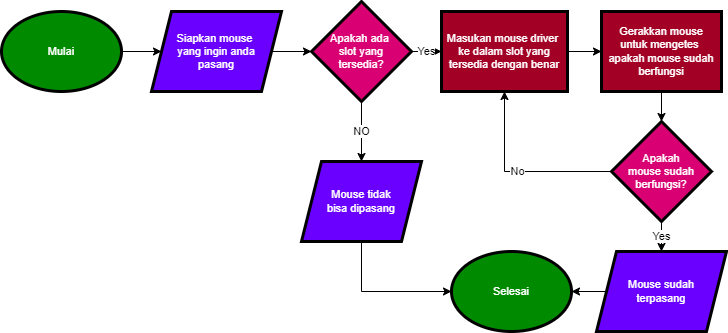 Mulai
Siapkan mouse
yang ingin anda
pasang
Apakah ada
slot yang
tersedia?
Yes
Masukan mouse driver
ke dalam slot yang
tersedia dengan benar
Gerakkan mouse
untuk mengetes
apakah mouse sudah
berfungsi
NO
Mouse tidak
bisa dipasang
No
Apakah
mouse sudah
berfungsi?
Yes
Mouse sudah
terpasang
Selesai